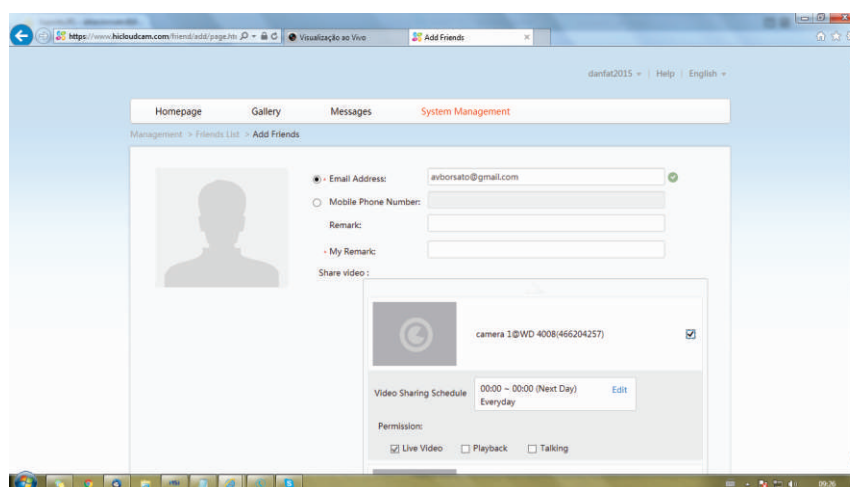 https://www.hicloudcam.com/friend/add/page.ht
Visualização ao Vivo
Add Friends
danfat2015
Help
English
Homepage Gallery Messages System Management
Management > Friends List > Add Friends
- Email Address: avborsato@gmail.com
Mobile Phone Number:
Remark:
- My Remark:
Share video :
camera 1@WD 4008(466204257)
Video Sharing Schedule
00:00 ~ 00:00 (Next Day) Edit
Everyday
Permission:
Live Video Playback Talking
09:26